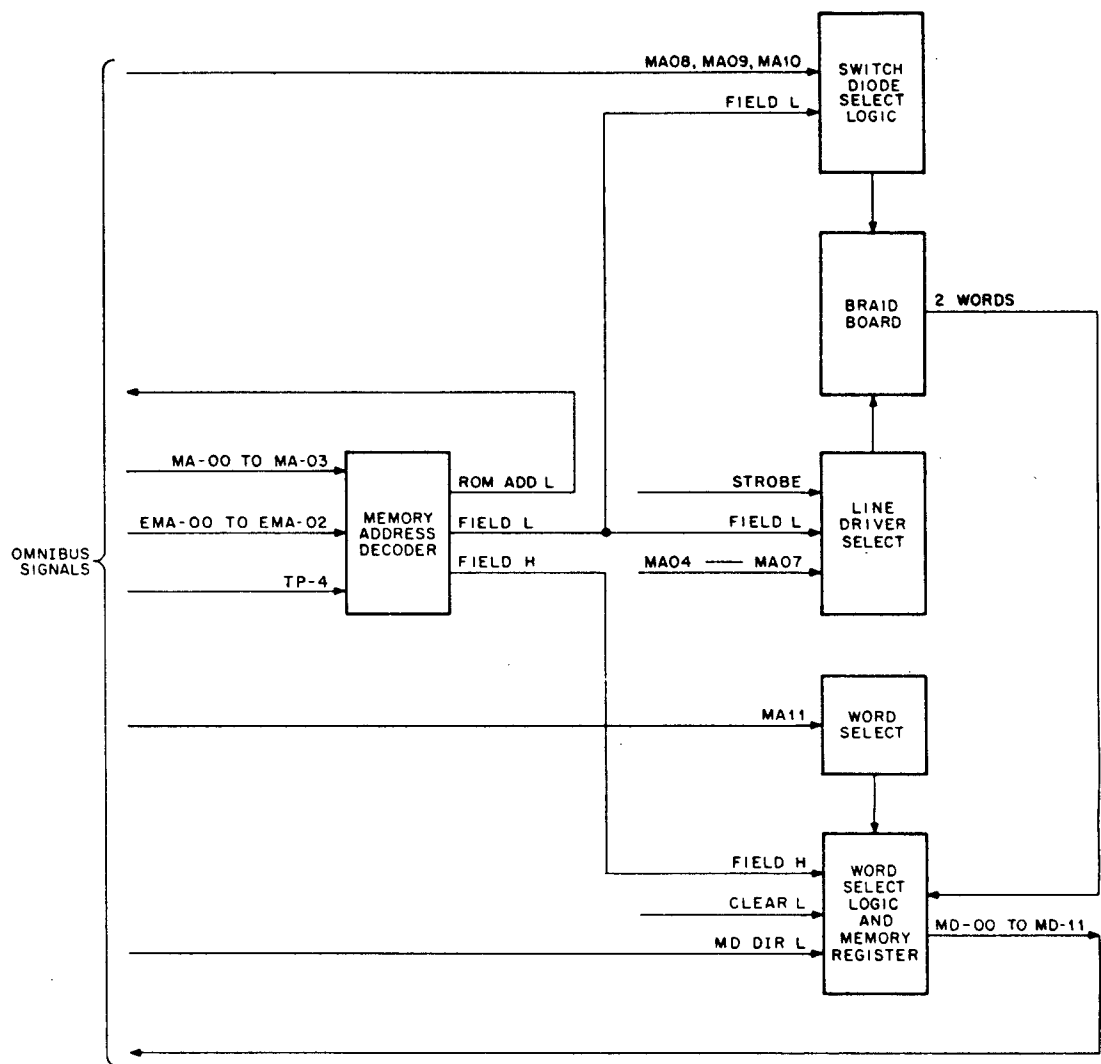 MA08, MA09, MA10
SWITCH
DIODE
SELECT
LOGIC
FIELD L
BRAID
BOARD
2 WORDS
MA-00 TO MA-03
ROM ADD L
STROBE
EMA-00 TO EMA-02
MEMORY
ADDRESS
DECODER
FIELD L
FIELD L
LINE
DRIVER
SELECT
OMNIBUS
SIGNALS
FIELD H
MA04 — MA07
TP-4
MA11
WORD
SELECT
FIELD H
WORD
SELECT
LOGIC
AND
MEMORY
REGISTER
CLEAR L
MD-00 TO MD-11
MD DIR L